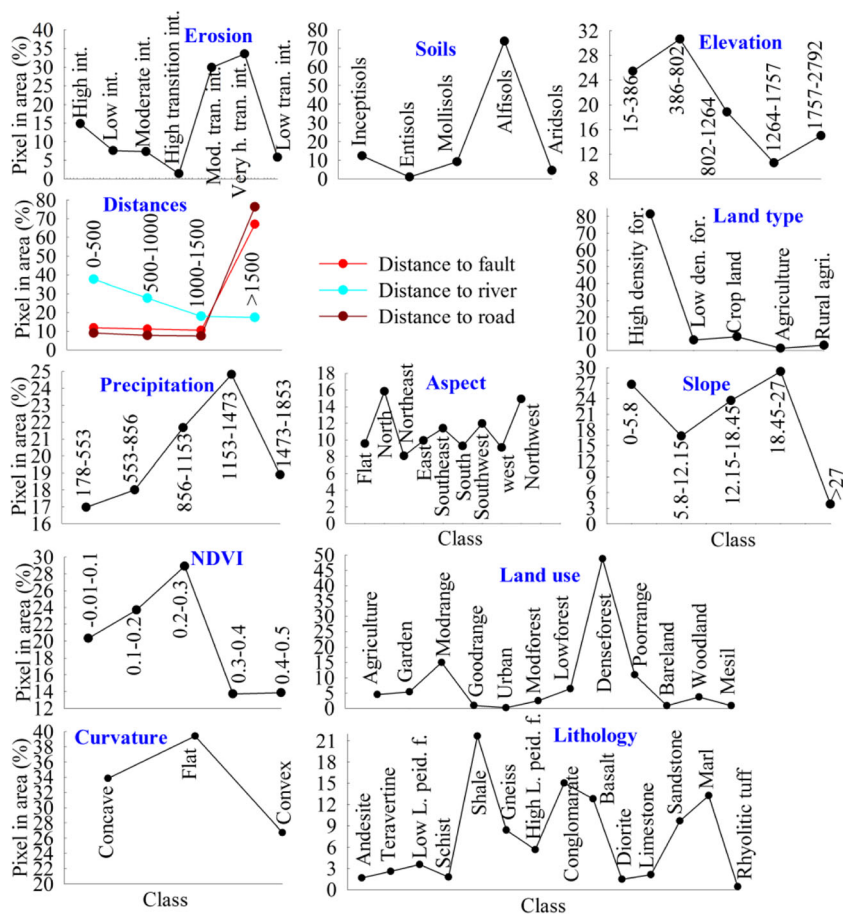 Erosion
Pixel in area (%)
40
35
30
25
20
15
10
5
0
High int.
Low int.
Moderate int.
High transition int.
Mod. tran. int.
Very h. tran. int.
Low tran. int.
Soils
80
70
60
50
40
30
20
10
0
Inceptisols
Entisols
Mollisols
Alfisols
Aridsols
Elevation
32
28
24
20
16
12
8
15-386
386-802
802-1264
1264-1757
1757-2792
Distances
Pixel in area (%)
80
70
60
50
40
30
20
10
0
0-500
500-1000
1000-1500
>1500
Distance to fault
Distance to river
Distance to road
Land type
80
70
60
50
40
30
20
10
0
High density for.
Low den. for.
Crop land
Agriculture
Rural agri.
Precipitation
Pixel in area (%)
25
24
23
22
21
20
19
18
17
16
178-553
553-856
856-1153
1153-1473
1473-1853
Aspect
18
16
14
12
10
8
6
4
2
0
Flat
North
Northeast
East
Southeast
South
Southwest
west
Northwest
Class
Slope
30
27
24
21
18
15
12
9
6
3
0
0-5.8
5.8-12.15
12.15-18.45
18.45-27
>27
Class
NDVI
Pixel in area (%)
30
28
26
24
22
20
18
16
14
12
-0.01-0.1
0.1-0.2
0.2-0.3
0.3-0.4
0.4-0.5
Land use
50
45
40
35
30
25
20
15
10
5
0
Agriculture
Garden
Modrange
Goodrange
Urban
Modforest
Lowforest
Denseforest
Poorrange
Bareland
Woodland
Mesil
Curvature
Pixel in area (%)
40
38
36
34
32
30
28
26
24
22
20
Concave
Flat
Convex
Class
Lithology
21
18
15
12
9
6
3
0
Andesite
Teravertine
Low L. peid. f.
Schist
Shale
Gneiss
High L. peid. f.
Conglomarate
Basalt
Diorite
Limestone
Sandstone
Marl
Rhyolitic tuff
Class